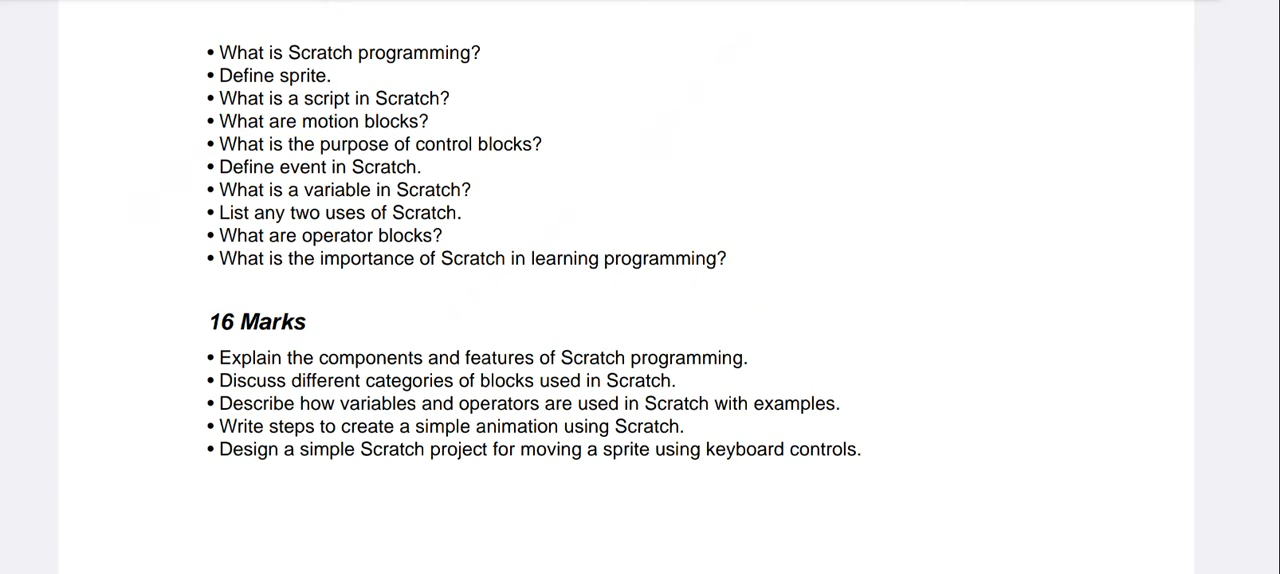 • What is Scratch programming?
• Define sprite.
• What is a script in Scratch?
• What are motion blocks?
• What is the purpose of control blocks?
• Define event in Scratch.
• What is a variable in Scratch?
• List any two uses of Scratch.
• What are operator blocks?
• What is the importance of Scratch in learning programming?
16 Marks
• Explain the components and features of Scratch programming.
• Discuss different categories of blocks used in Scratch.
• Describe how variables and operators are used in Scratch with examples.
• Write steps to create a simple animation using Scratch.
• Design a simple Scratch project for moving a sprite using keyboard controls.